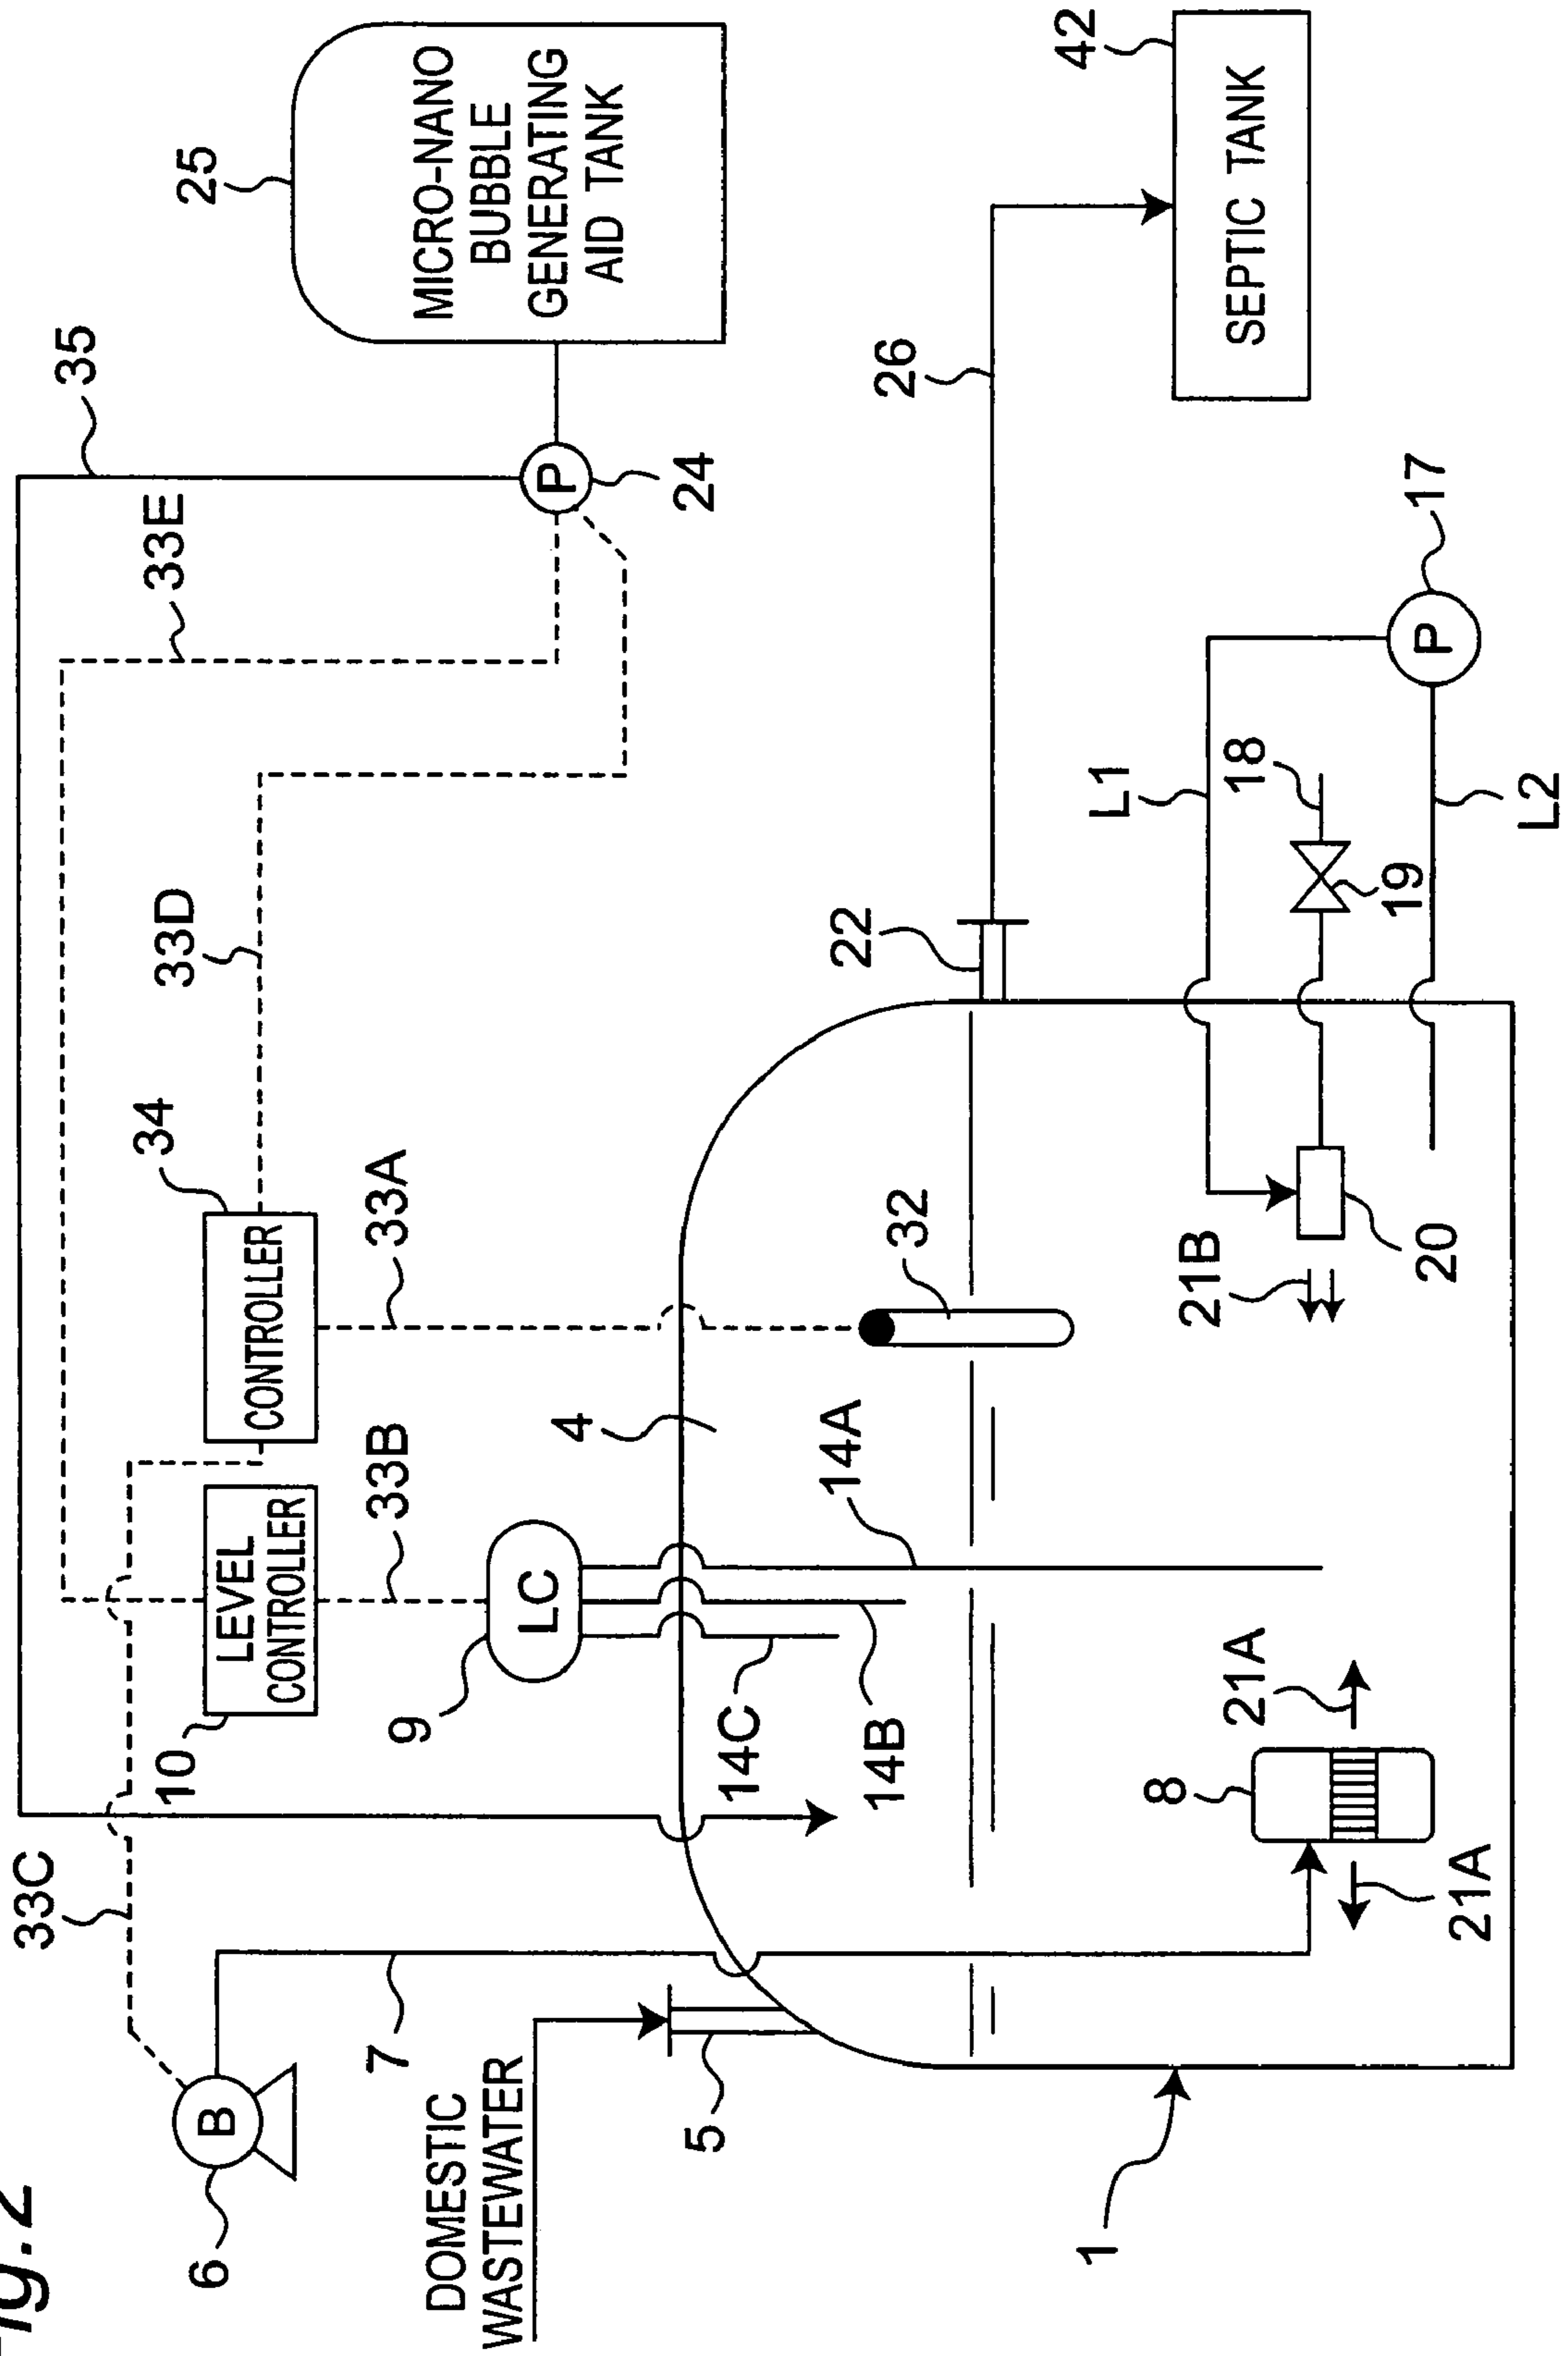 Fig.2
35
25
33E
MICRO-NANO
BUBBLE
GENERATING
AID TANK
P
24
34
33D
CONTROLLER
33A
33C
10
LEVEL
CONTROLLER
33B
9
LC
B
6
7
DOMESTIC
WASTEWATER
5
14C
14B
14A
4
32
22
26
42
SEPTIC TANK
L1
18
19
P
17
L2
21B
20
8
21A
21A
1